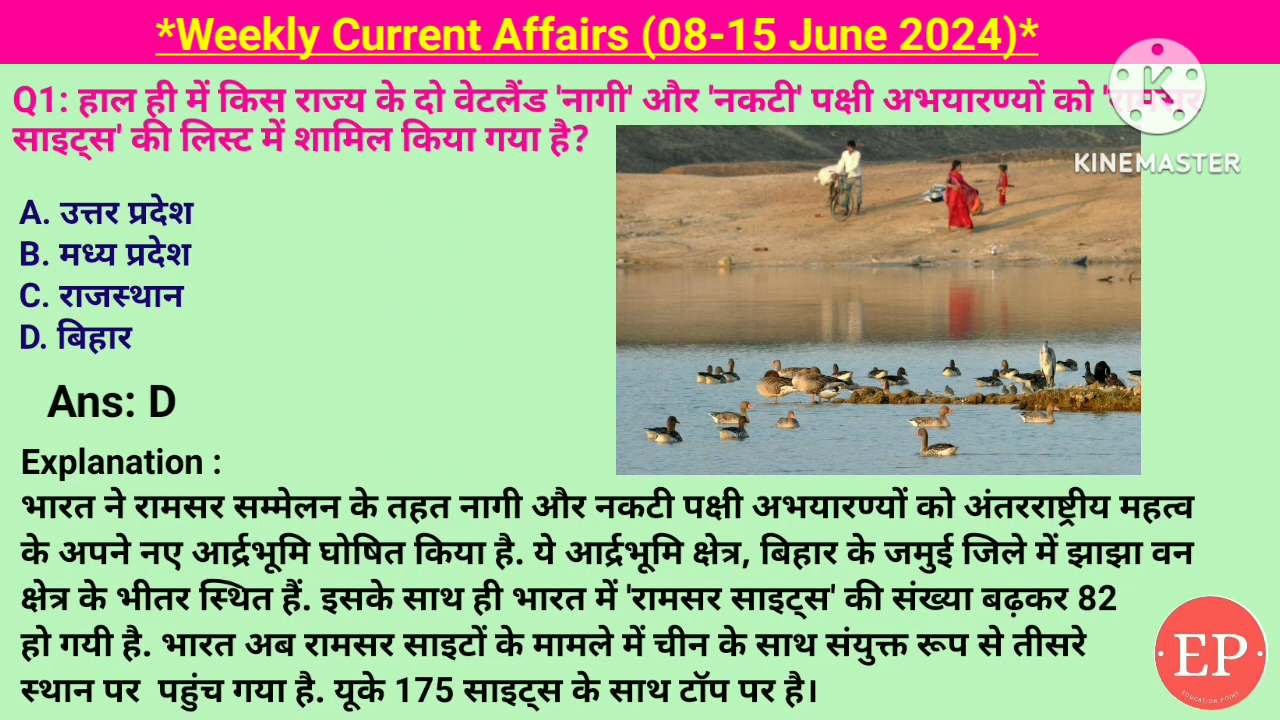 *Weekly Current Affairs (08-15 June 2024)*
Q1: हाल ही में किस राज्य के दो वेटलैंड 'नागी' और 'नकटी' पक्षी अभयारण्यों को 'रामसर
साइट्स' की लिस्ट में शामिल किया गया है?
K
KINEMASTER
A. उत्तर प्रदेश
B. मध्य प्रदेश
C. राजस्थान
D. बिहार
Ans: D
Explanation :
भारत ने रामसर सम्मेलन के तहत नागी और नकटी पक्षी अभयारण्यों को अंतरराष्ट्रीय महत्व
के अपने नए आर्द्रभूमि घोषित किया है. ये आर्द्रभूमि क्षेत्र, बिहार के जमुई जिले में झाझा वन
क्षेत्र के भीतर स्थित हैं. इसके साथ ही भारत में 'रामसर साइट्स' की संख्या बढ़कर 82
हो गयी है. भारत अब रामसर साइटों के मामले में चीन के साथ संयुक्त रूप से तीसरे
स्थान पर पहुंच गया है. यूके 175 साइट्स के साथ टॉप पर है।
EP
EDUCATION POINT